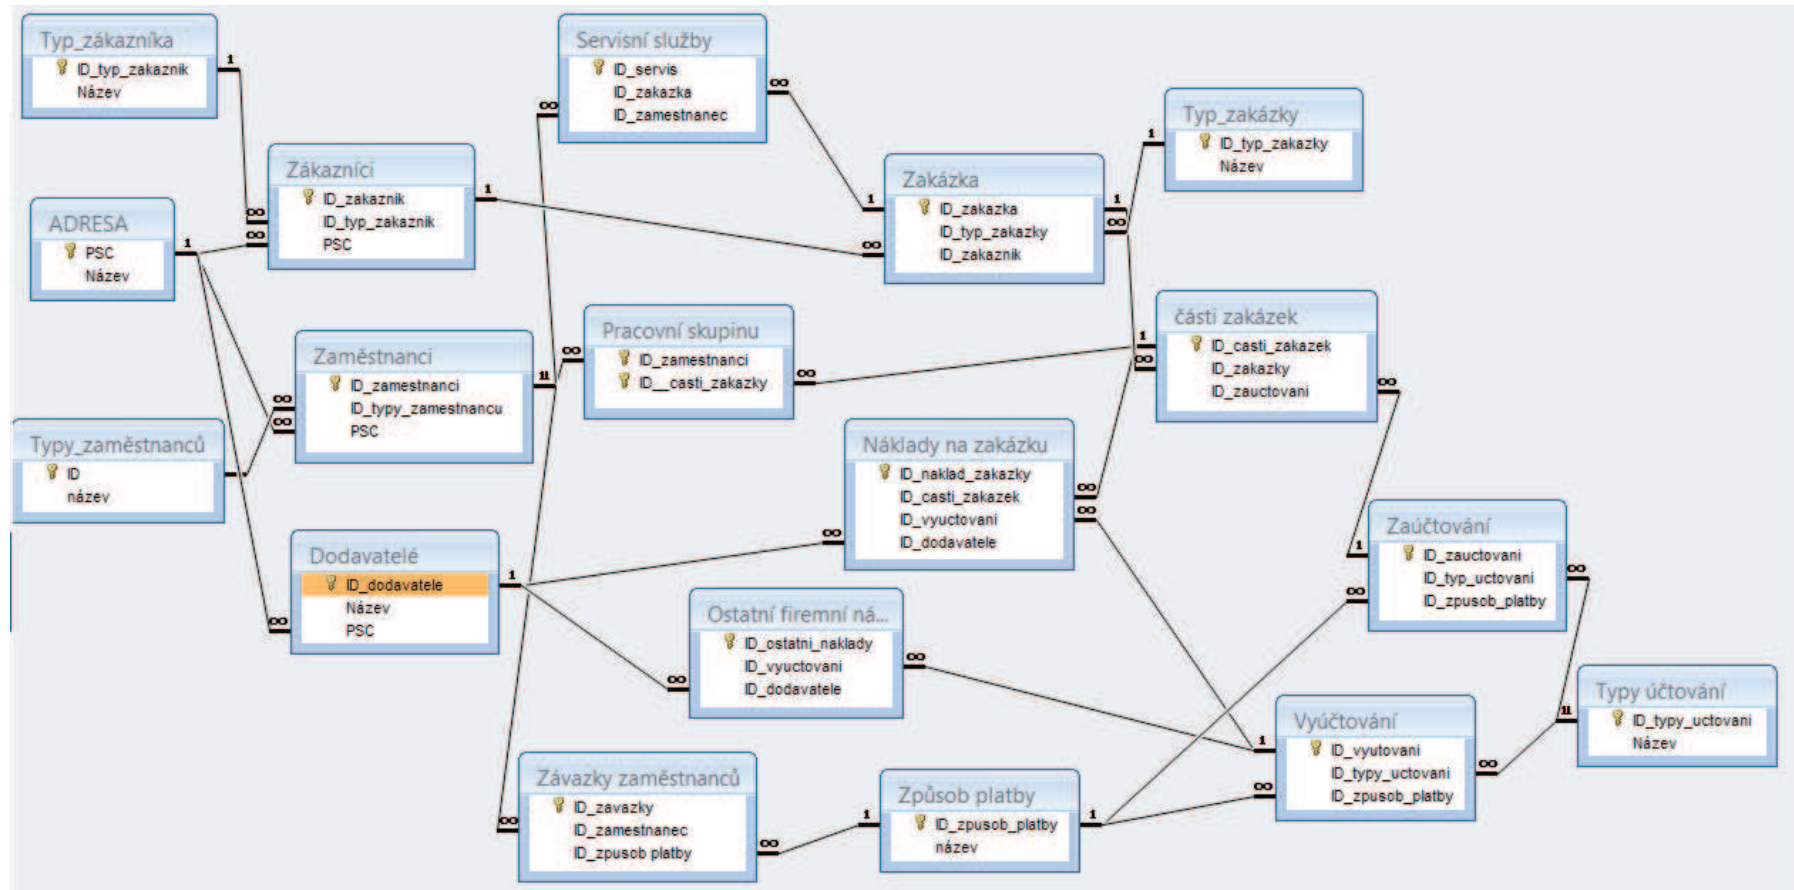 Typ_zákazníka
ID_typ_zakaznik
Název
Servisní služby
ID_servis
ID_zakazka
ID_zamestnanec
Typ_zakázky
ID_typ_zakazky
Název
Zákazníci
ID_zakaznik
ID_typ_zakaznik
PSC
Zakázka
ID_zakazka
ID_typ_zakazky
ID_zakaznik
ADRESA
PSC
Název
Zaměstnanci
ID_zamestnanci
ID_typy_zamestnancu
PSC
Pracovní skupinu
ID_zamestnanci
ID__casti_zakazky
části zakázek
ID_casti_zakazek
ID_zakazky
ID_zauctovani
Typy_zaměstnanců
ID
název
Náklady na zakázku
ID_naklad_zakazky
ID_casti_zakazek
ID_vyuctovani
ID_dodavatele
Dodavatelé
ID_dodavatele
Název
PSC
Zaúčtování
ID_zauctovani
ID_typ_uctovani
ID_zpusob_platby
Ostatní firemní ná...
ID_ostatni_naklady
ID_vyuctovani
ID_dodavatele
Typy účtování
ID_typy_uctovani
Název
Vyúčtování
ID_vyutovani
ID_typy_uctovani
ID_zpusob_platby
Závazky zaměstnanců
ID_zavazky
ID_zamestnanec
ID_zpusob platby
Způsob platby
ID_zpusob_platby
název